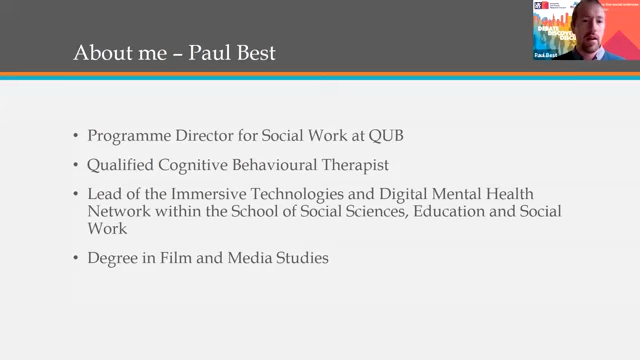 About me – Paul Best
• Programme Director for Social Work at QUB
• Qualified Cognitive Behavioural Therapist
• Lead of the Immersive Technologies and Digital Mental Health
Network within the School of Social Sciences, Education and Social
Work
• Degree in Film and Media Studies
Paul Best